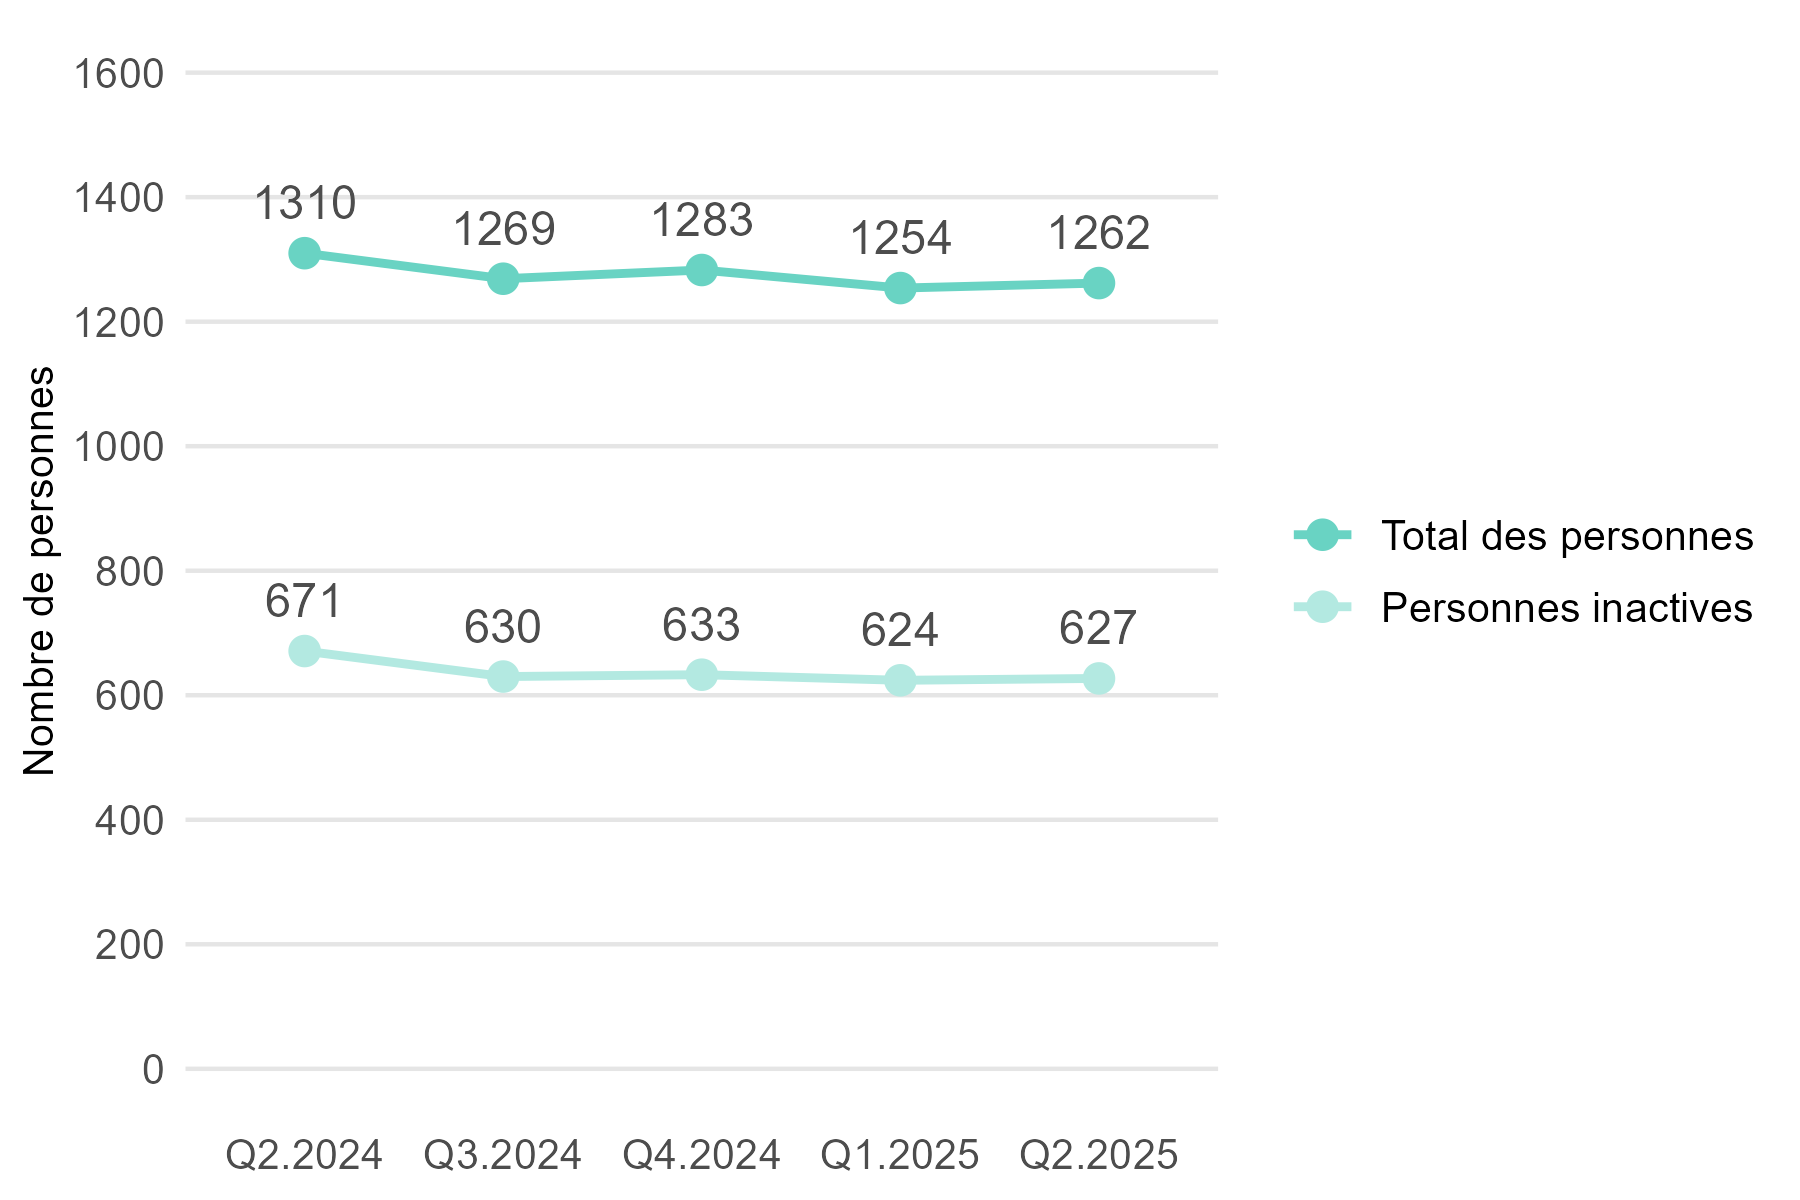 Nombre de personnes
1600
1400
1200
1000
800
600
400
200
0
1310
1269
1283
1254
1262
671
630
633
624
627
Q2.2024
Q3.2024
Q4.2024
Q1.2025
Q2.2025
Total des personnes
Personnes inactives